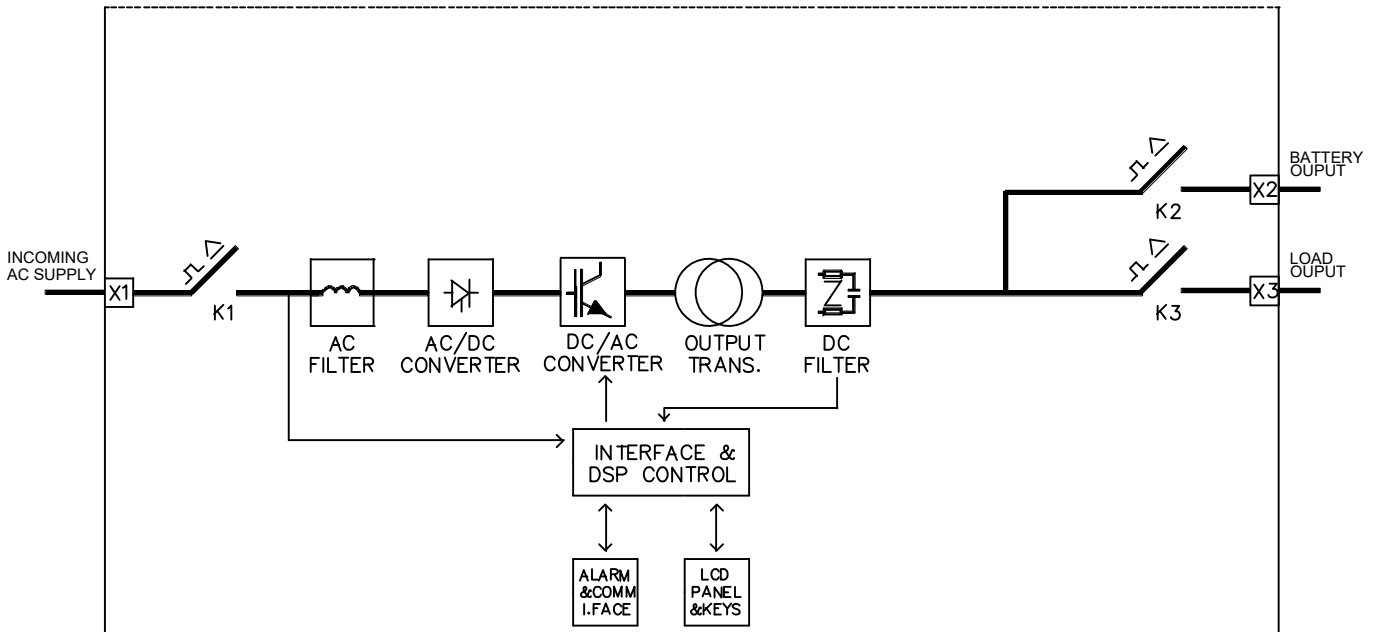 BATTERY
OUPUT
X2
K2
INCOMING
AC SUPPLY
X1
K1
LOAD
OUPUT
X3
K3
AC
FILTER
AC/DC
CONVERTER
DC/AC
CONVERTER
OUTPUT
TRANS.
DC
FILTER
INTERFACE &
DSP CONTROL
ALARM
&COMM
I.FACE
LCD
PANEL
&KEYS